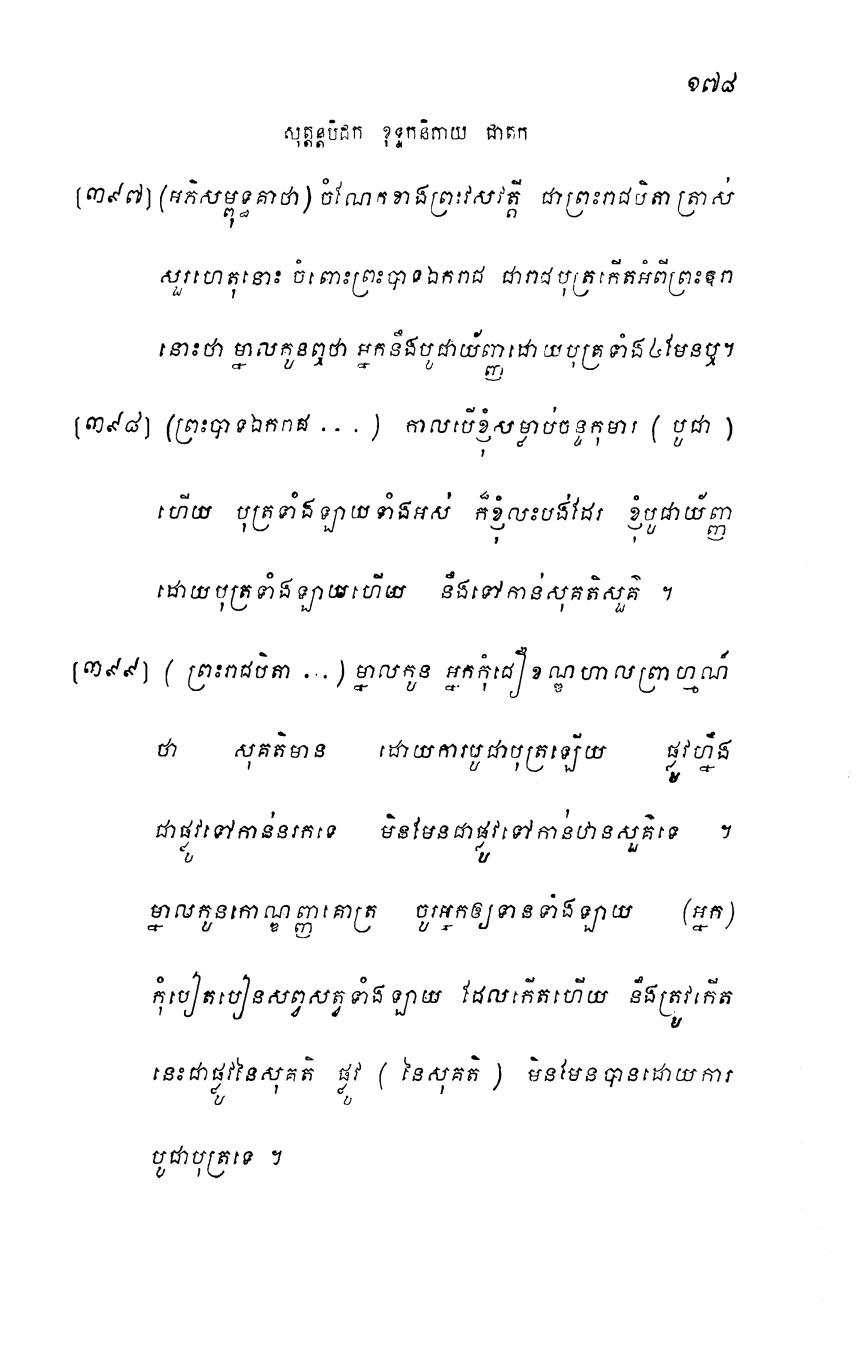 ១៧៨
សុត្តន្តបិដក ខុទ្ទកនិកាយ ជាតក
[៣៩៧] (អភិសម្ពុទ្ធគាថា) ចំណែកខាងព្រះវសវត្តី ជាព្រះរាជបិតាត្រាស់
សួរហេតុនោះ ចំពោះព្រះបាទឯករាជ ជារាជបុត្រកើតអំពីព្រះឧរា
នោះថា ម្នាលកូនឮថា អ្នកនឹងបូជាយ័ញ្ញដោយបុត្រទាំង៤មែនឬ។
[៣៩៨] (ព្រះបាទឯករាជ . . . ) កាលបើខ្ញុំសម្លាប់ចន្ទកុមារ ( បូជា )
ហើយ បុត្រទាំងឡាយទាំងអស់ ក៏ខ្ញុំលះបង់ដែរ ខ្ញុំបូជាយ័ញ្ញ
ដោយបុត្រទាំងឡាយហើយ នឹងទៅកាន់សុគតិសួគ៌ ។
[៣៩៩] ( ព្រះរាជបិតា . . . ) ម្នាលកូន អ្នកកុំជឿខណ្ឌហាលព្រាហ្មណ៍
ថា សុគតិមាន ដោយការបូជាបុត្រឡើយ ផ្លូវហ្នឹង
ជាផ្លូវទៅកាន់នរកទេ មិនមែនជាផ្លូវទៅកាន់ឋានសួគ៌ទេ ។
ម្នាលកូនកោណ្ឌញ្ញគោត្រ ចូរអ្នកឲ្យទានទាំងឡាយ (អ្នក)
កុំបៀតបៀនសព្វសត្វទាំងឡាយ ដែលកើតហើយ នឹងត្រូវកើត
នេះជាផ្លូវនៃសុគតិ ផ្លូវ ( នៃសុគតិ ) មិនមែនបានដោយការ
បូជាបុត្រទេ ។